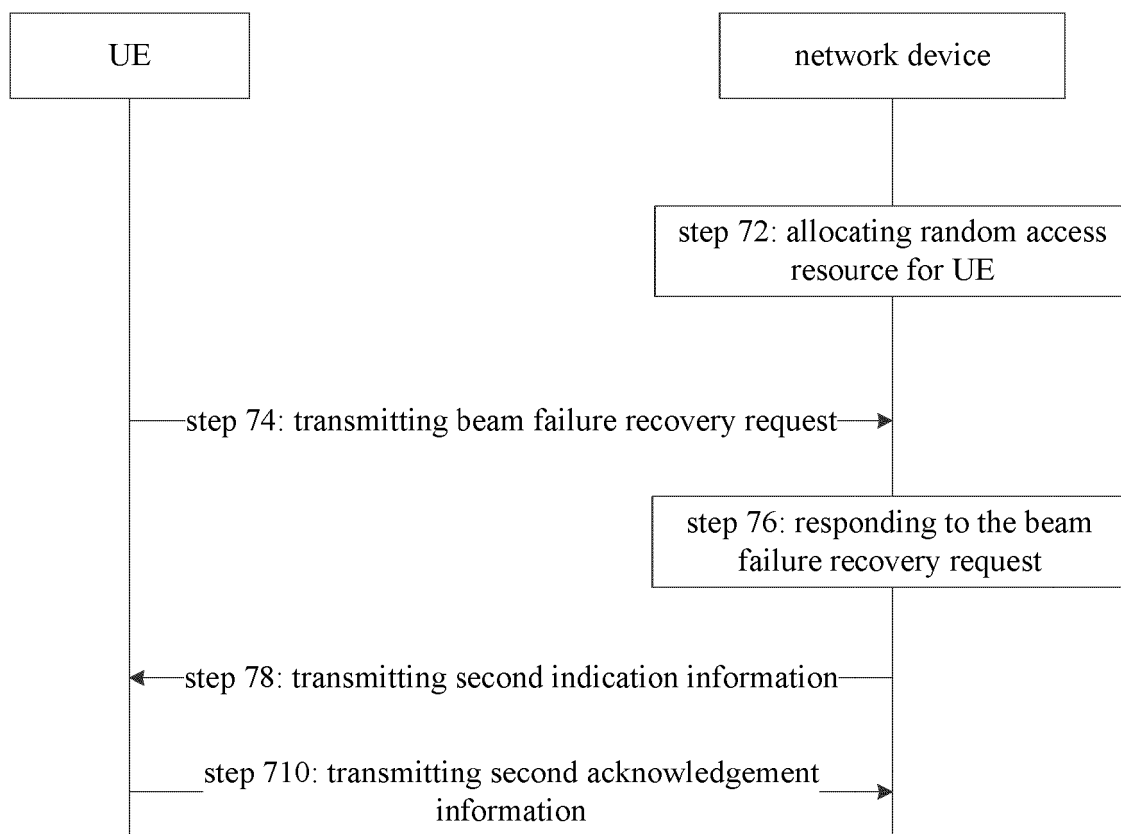 UE
network device
step 72: allocating random access
resource for UE
step 74: transmitting beam failure recovery request
step 76: responding to the beam
failure recovery request
step 78: transmitting second indication information
step 710: transmitting second acknowledgement
information